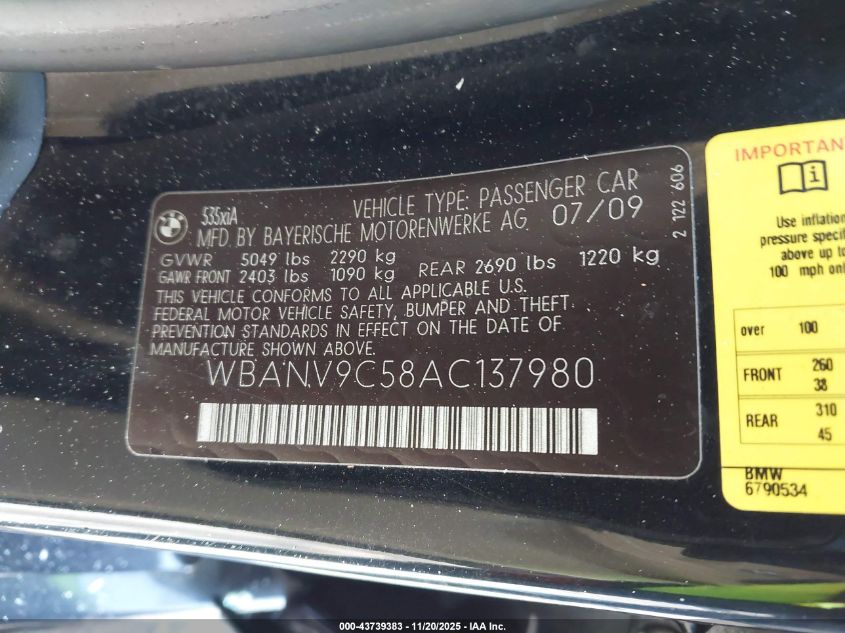 BMW
535xiA
VEHICLE TYPE: PASSENGER CAR
MFD BY BAYERISCHE MOTORENWERKE AG 07/09
GVWR 5049 lbs 2290 kg
GAWR FRONT 2403 lbs 1090 kg REAR 2690 lbs 1220 kg
THIS VEHICLE CONFORMS TO ALL APPLICABLE U.S.
FEDERAL MOTOR VEHICLE SAFETY, BUMPER AND THEFT
PREVENTION STANDARDS IN EFFECT ON THE DATE OF
MANUFACTURE SHOWN ABOVE.
WBANV9C58AC137980
2 122 606
IMPORTAN
Use inflation
pressure specif
above up to
100 mph only
over 100
FRONT 260
38
REAR 310
45
BMW
6790534
000-43739383 - 11/20/2025 - IAA Inc.